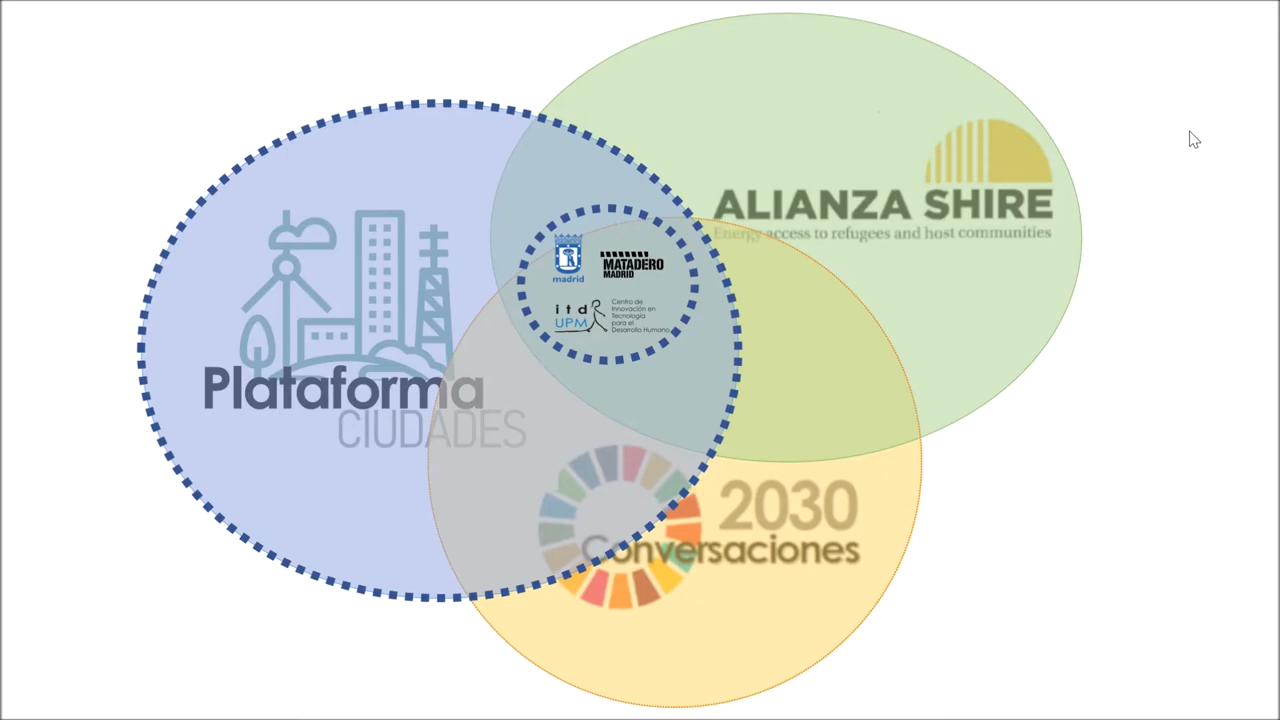 ALIANZA SHIRE
Energy access to refugees and host communities
madrid
MATADERO
MADRID
itd
UPM
Centro de
Innovación en
Tecnología
para el
Desarrollo Humano
Plataforma
CIUDADES
2030
Conversaciones